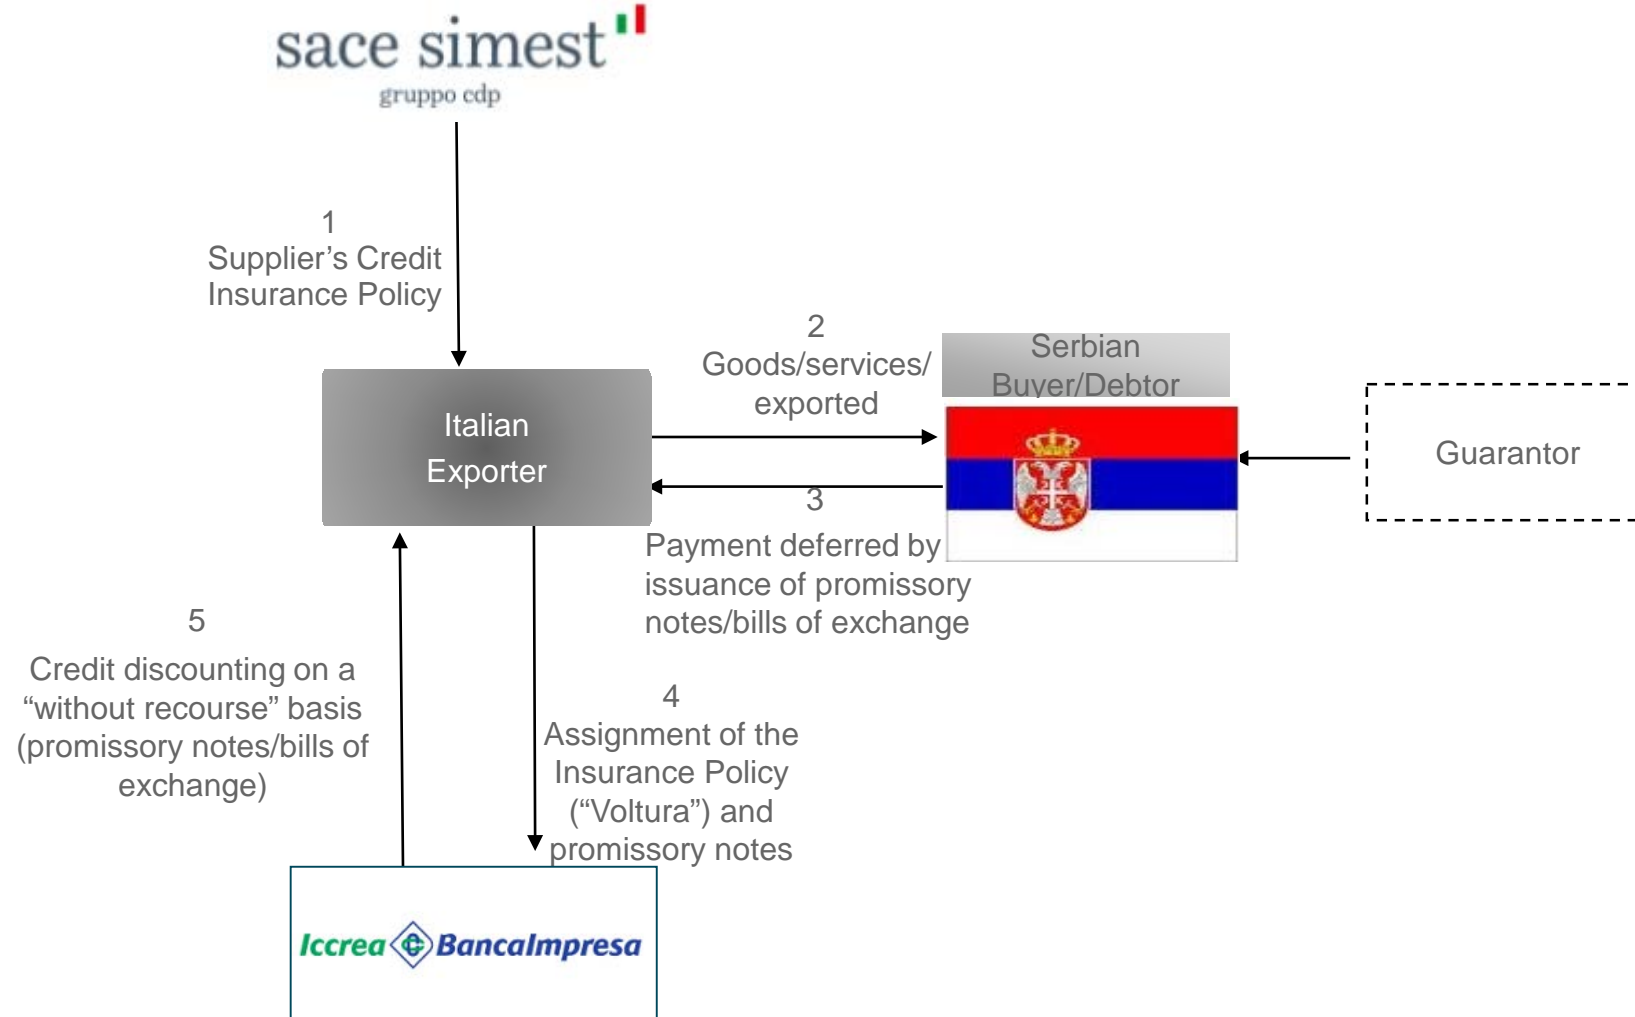 sace simest
gruppo cdp
1
Supplier’s Credit
Insurance Policy
2
Goods/services/
exported
Serbian
Buyer/Debtor
Italian
Exporter
Guarantor
3
Payment deferred by
issuance of promissory
notes/bills of exchange
5
Credit discounting on a
“without recourse” basis
(promissory notes/bills of
exchange)
4
Assignment of the
Insurance Policy
(“Voltura”) and
promissory notes
Iccrea BancaImpresa